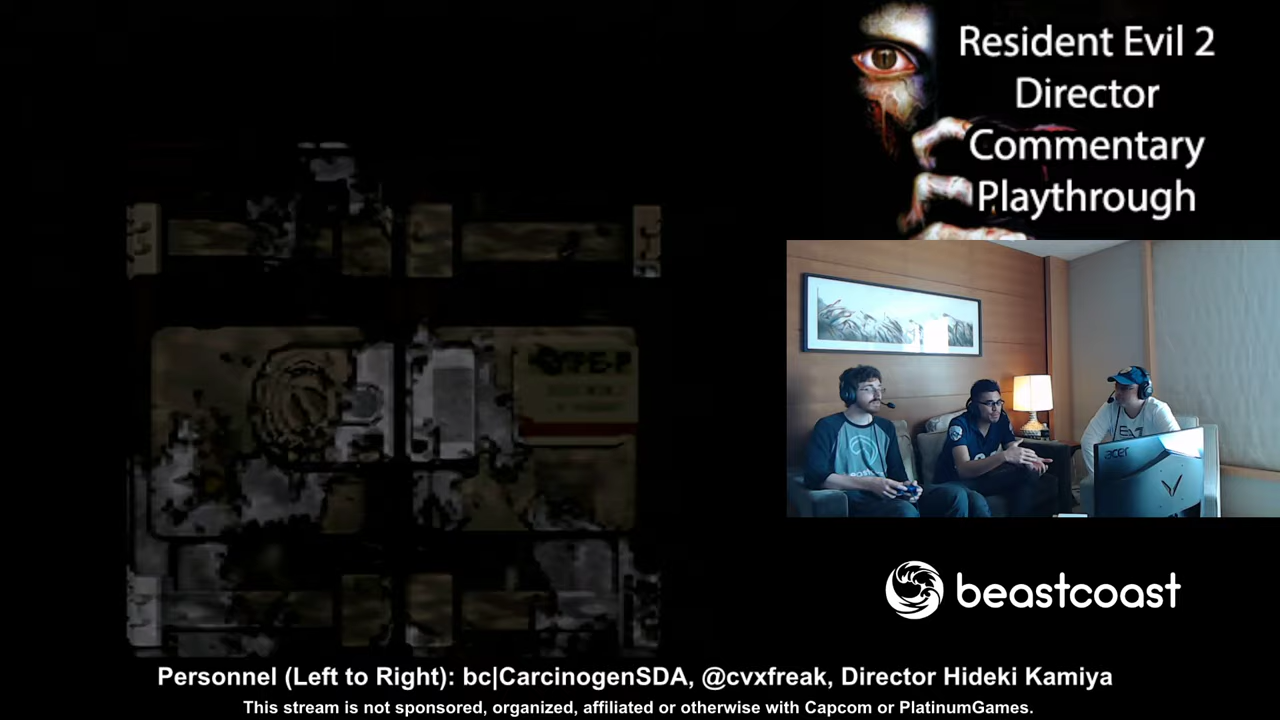 Resident Evil 2
Director
Commentary
Playthrough
acer
beastcoast
Personnel (Left to Right): bc|CarcinogenSDA, @cvxfreak, Director Hideki Kamiya
This stream is not sponsored, organized, affiliated or otherwise with Capcom or PlatinumGames.